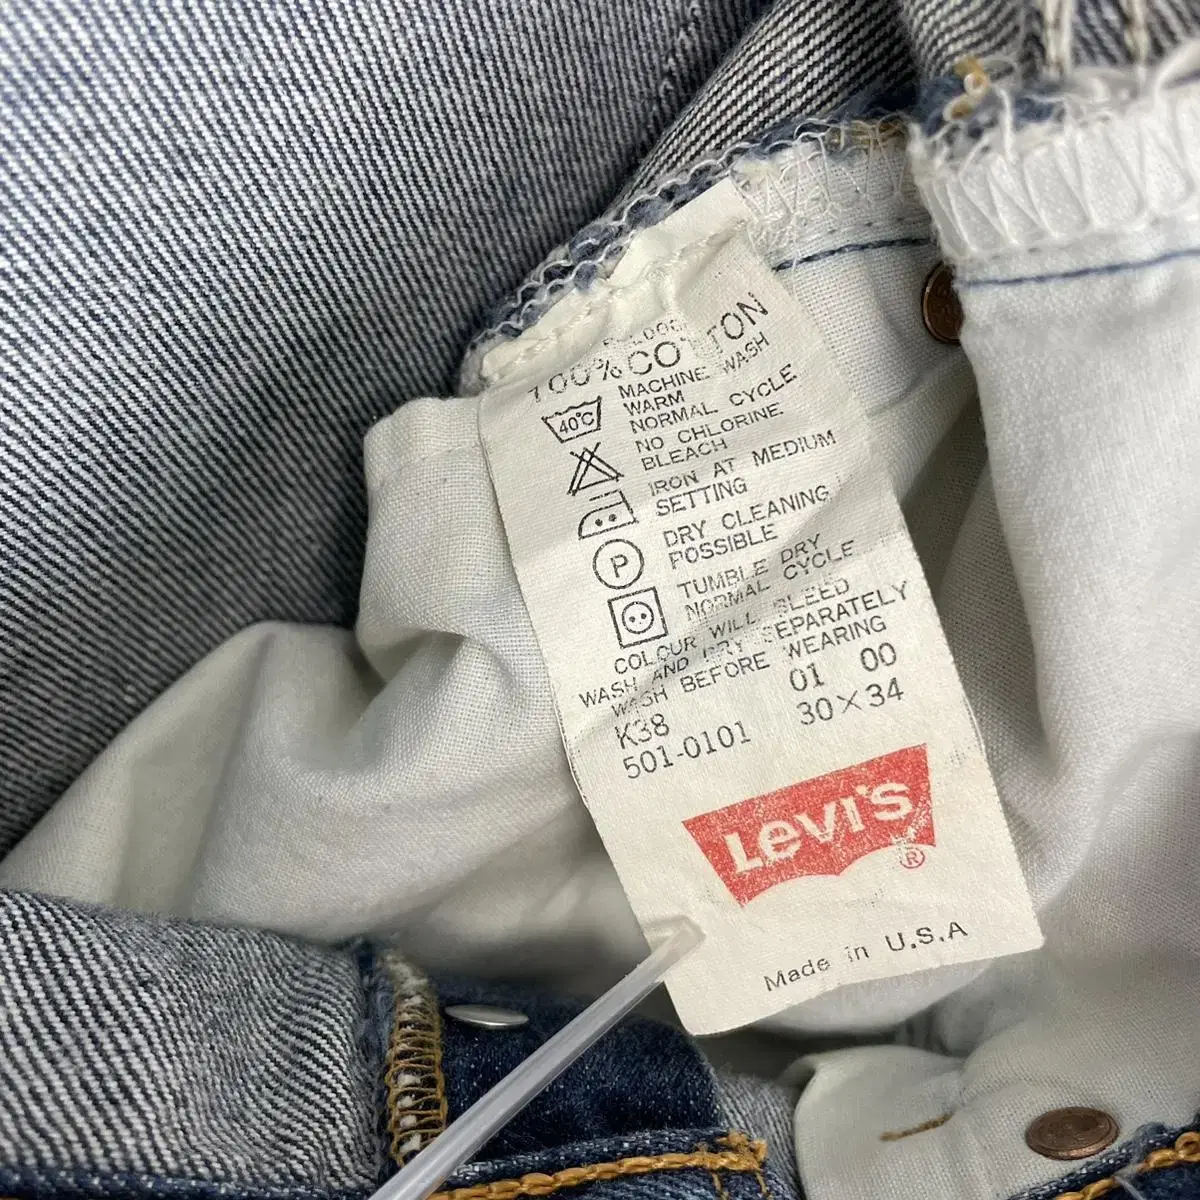 100% COTTON
40°C
MACHINE WASH
WARM
NORMAL CYCLE
NO CHLORINE
BLEACH
IRON AT MEDIUM
SETTING
P
DRY CLEANING
POSSIBLE
TUMBLE DRY
NORMAL CYCLE
COLOUR WILL BLEED
WASH AND DRY SEPARATELY
WASH BEFORE WEARING
K38 01 00
501-0101 30×34
Levi's ®
Made in U.S.A